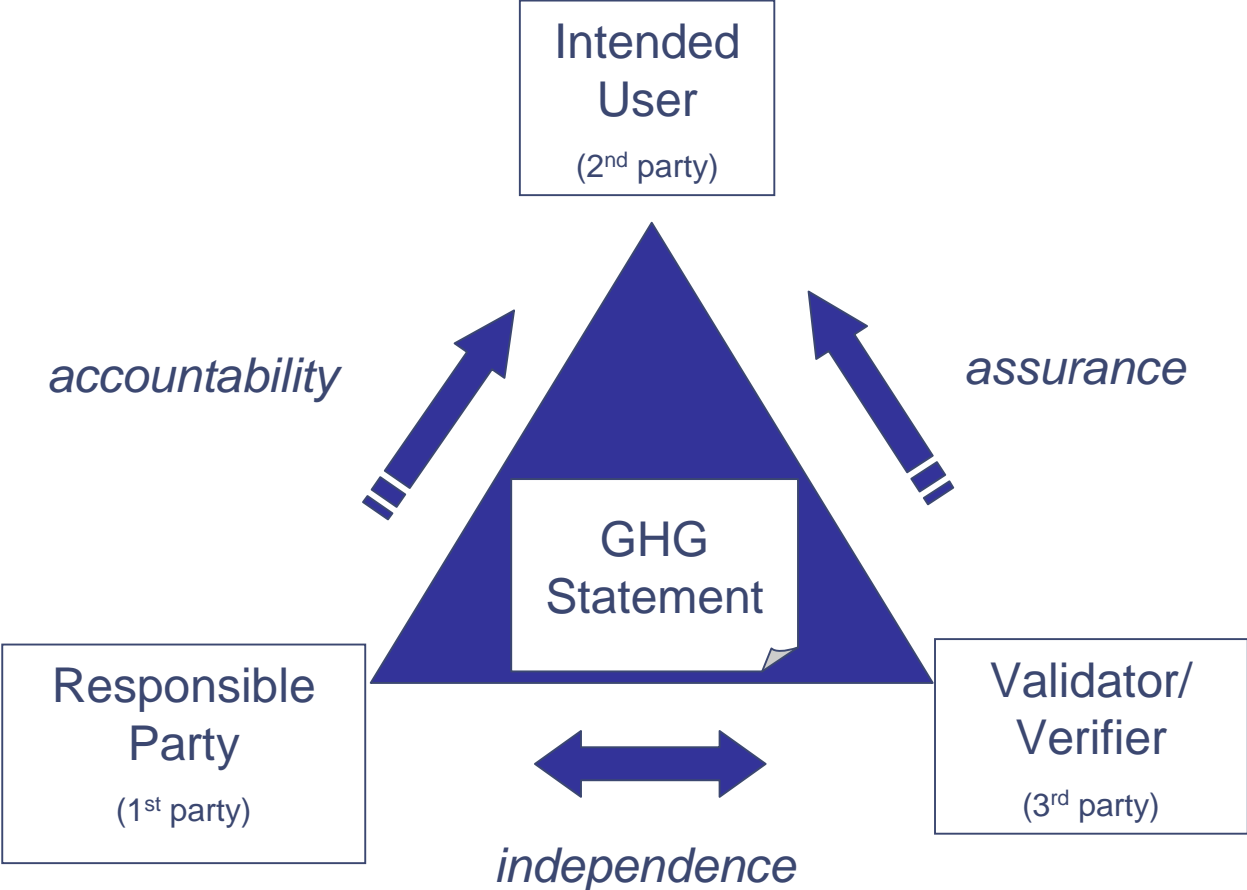 Intended
User
(2nd party)
accountability
assurance
GHG
Statement
Responsible
Party
(1st party)
Validator/
Verifier
(3rd party)
independence